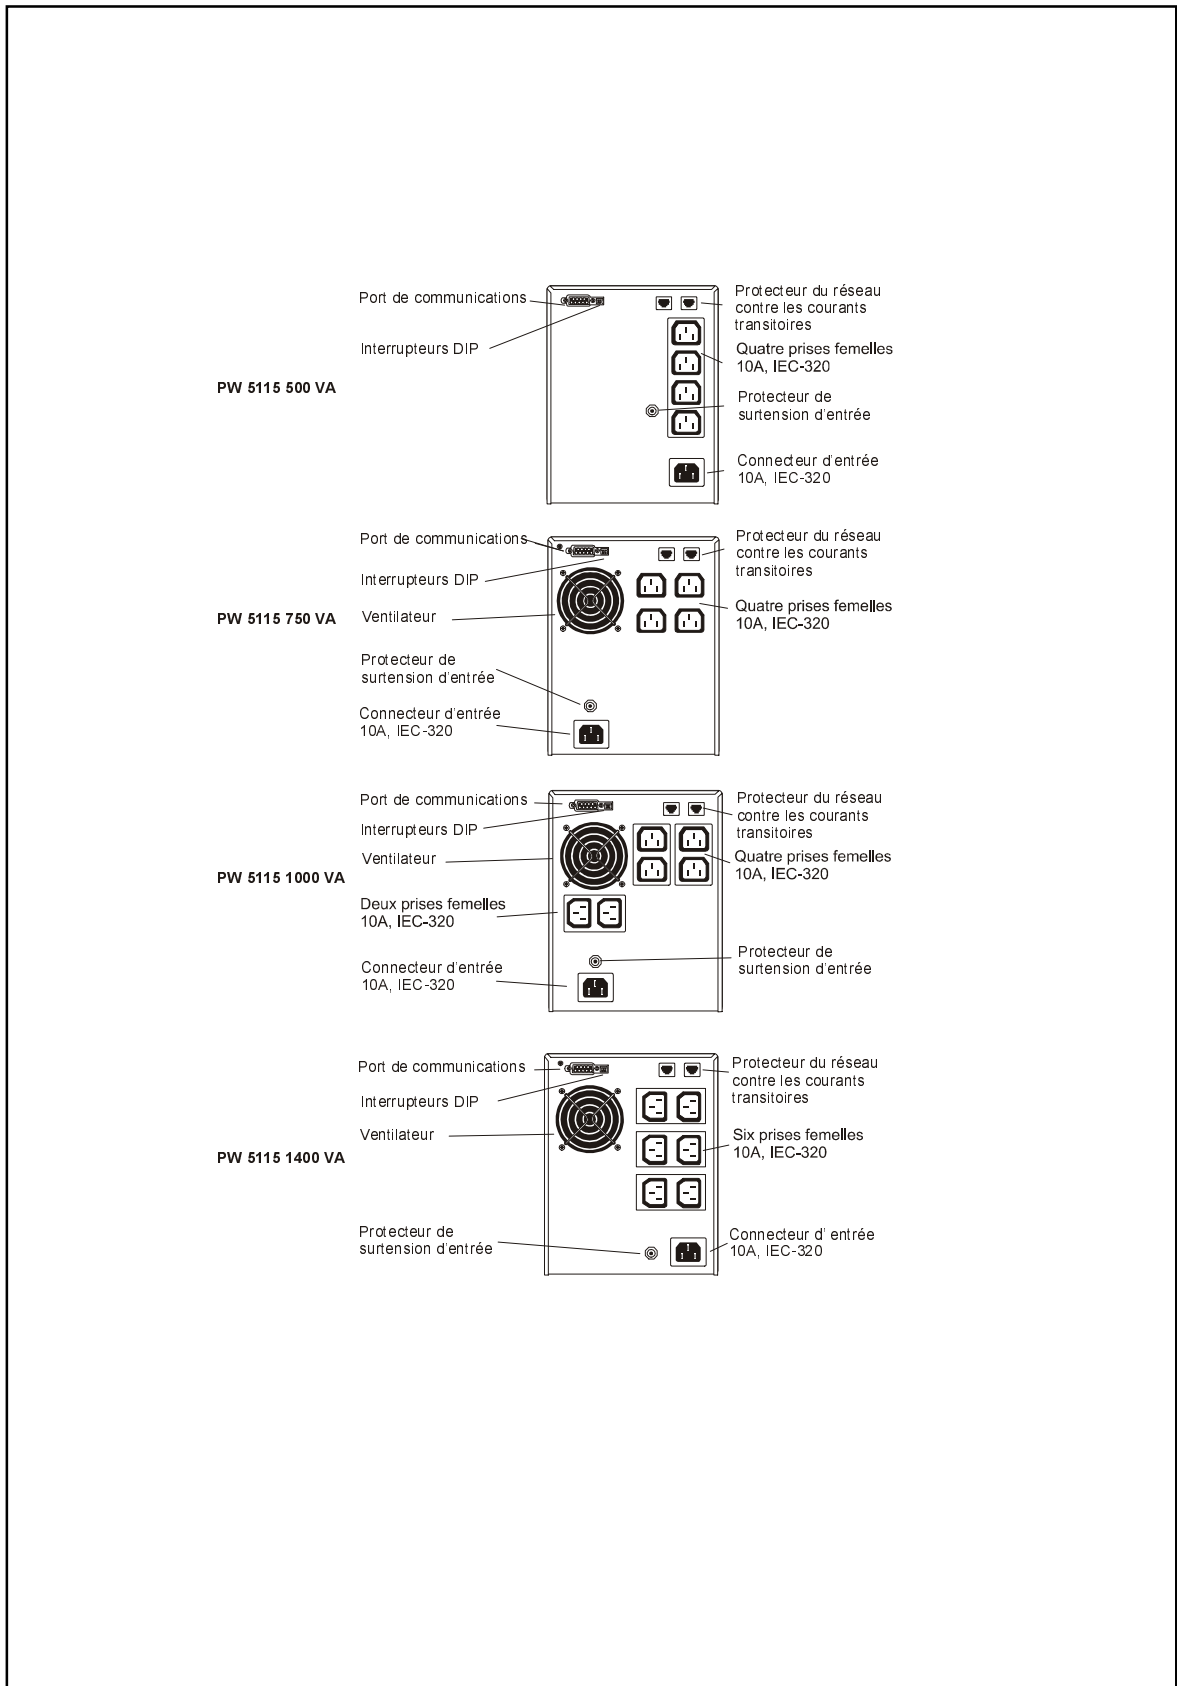 PW 5115 500 VA
Port de communications
Interrupteurs DIP
Protecteur du réseau
contre les courants
transitoires
Quatre prises femelles
10A, IEC-320
Protecteur de
surtension d'entrée
Connecteur d'entrée
10A, IEC-320
PW 5115 750 VA
Port de communications
Interrupteurs DIP
Ventilateur
Protecteur de
surtension d'entrée
Connecteur d'entrée
10A, IEC-320
Protecteur du réseau
contre les courants
transitoires
Quatre prises femelles
10A, IEC-320
PW 5115 1000 VA
Port de communications
Interrupteurs DIP
Ventilateur
Deux prises femelles
10A, IEC-320
Connecteur d'entrée
10A, IEC-320
Protecteur du réseau
contre les courants
transitoires
Quatre prises femelles
10A, IEC-320
Protecteur de
surtension d'entrée
PW 5115 1400 VA
Port de communications
Interrupteurs DIP
Ventilateur
Protecteur de
surtension d'entrée
Protecteur du réseau
contre les courants
transitoires
Six prises femelles
10A, IEC-320
Connecteur d' entrée
10A, IEC-320